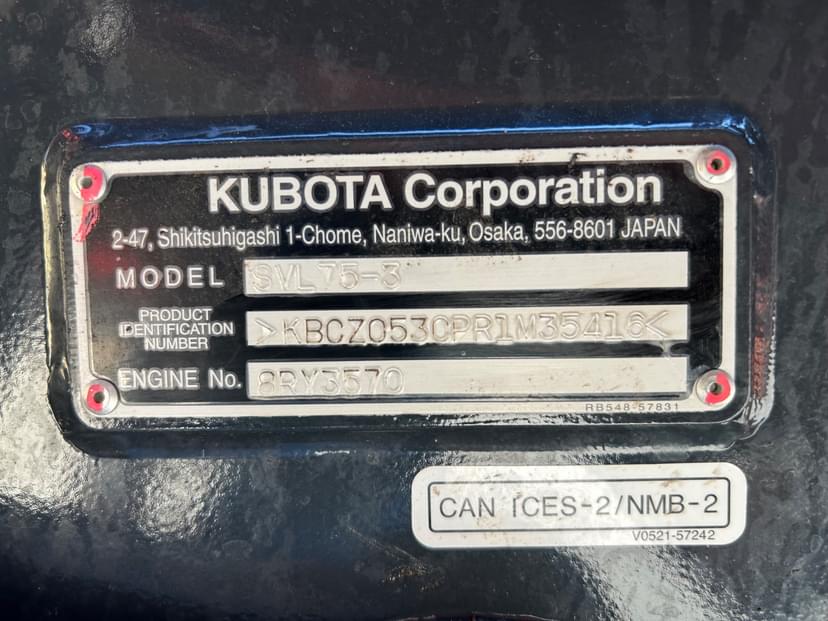 KUBOTA Corporation
2-47, Shikitsuhigashi 1-Chome, Naniwa-ku, Osaka, 556-8601 JAPAN
MODEL SVL75-3
PRODUCT IDENTIFICATION NUMBER >KBCZ053CPR1M35416<
ENGINE No. 8RY3570
RB548-57831
CAN ICES-2/NMB-2
V0521-57242